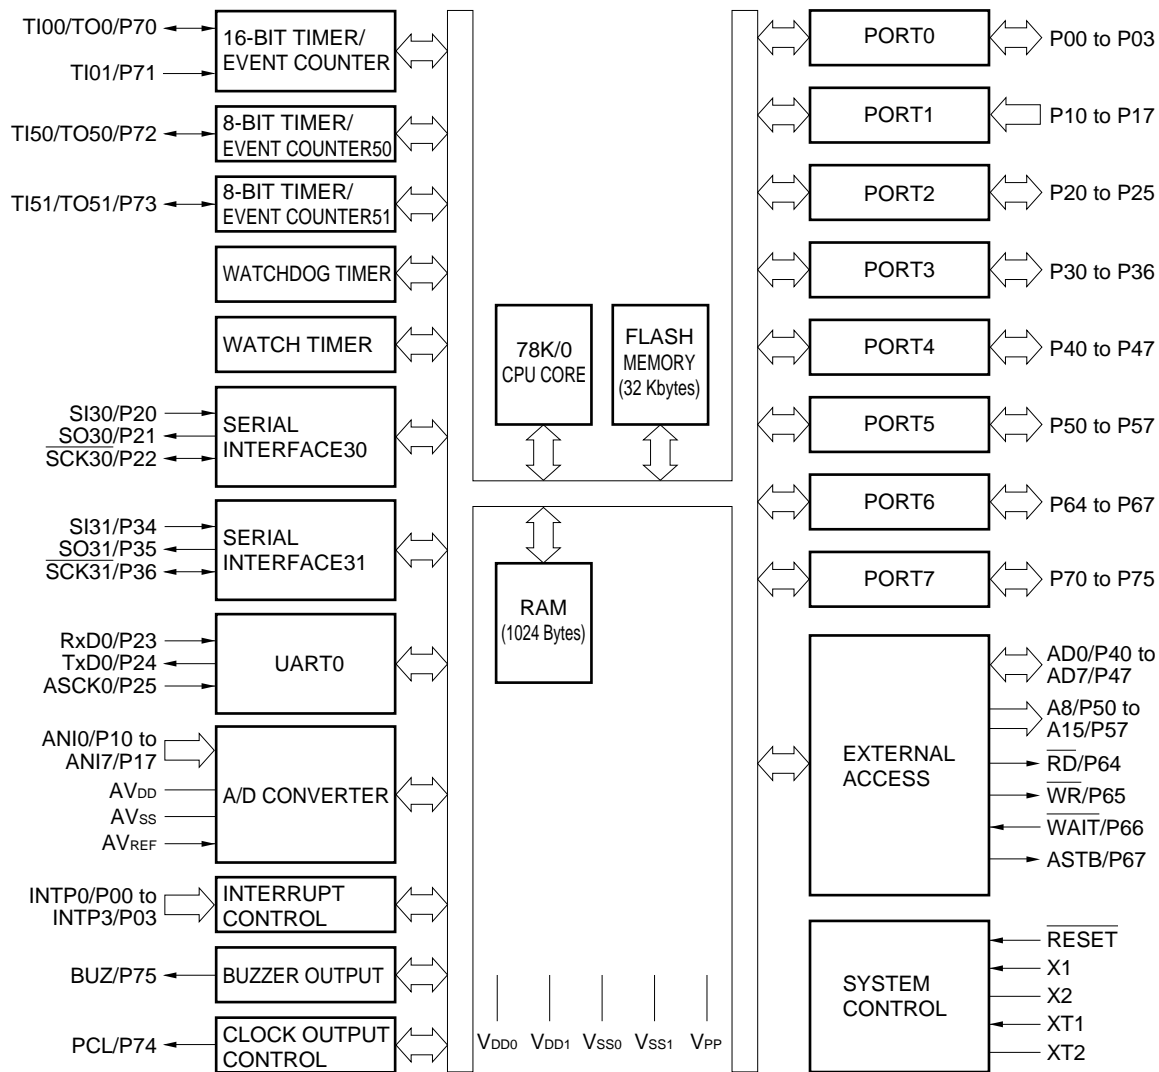 TI00/TO0/P70
TI01/P71
16-BIT TIMER/
EVENT COUNTER
TI50/TO50/P72
8-BIT TIMER/
EVENT COUNTER50
TI51/TO51/P73
8-BIT TIMER/
EVENT COUNTER51
WATCHDOG TIMER
WATCH TIMER
SI30/P20
SO30/P21
SCK30/P22
SERIAL
INTERFACE30
SI31/P34
SO31/P35
SCK31/P36
SERIAL
INTERFACE31
RxD0/P23
TxD0/P24
ASCK0/P25
UART0
ANI0/P10 to
ANI7/P17
AVDD
AVSS
AVREF
A/D CONVERTER
INTP0/P00 to
INTP3/P03
INTERRUPT
CONTROL
BUZ/P75
BUZZER OUTPUT
PCL/P74
CLOCK OUTPUT
CONTROL
78K/0
CPU CORE
FLASH
MEMORY
(32 Kbytes)
RAM
(1024 Bytes)
VDD0 VDD1 VSS0 VSS1 VPP
PORT0
P00 to P03
PORT1
P10 to P17
PORT2
P20 to P25
PORT3
P30 to P36
PORT4
P40 to P47
PORT5
P50 to P57
PORT6
P64 to P67
PORT7
P70 to P75
EXTERNAL
ACCESS
AD0/P40 to
AD7/P47
A8/P50 to
A15/P57
RD/P64
WR/P65
WAIT/P66
ASTB/P67
SYSTEM
CONTROL
RESET
X1
X2
XT1
XT2